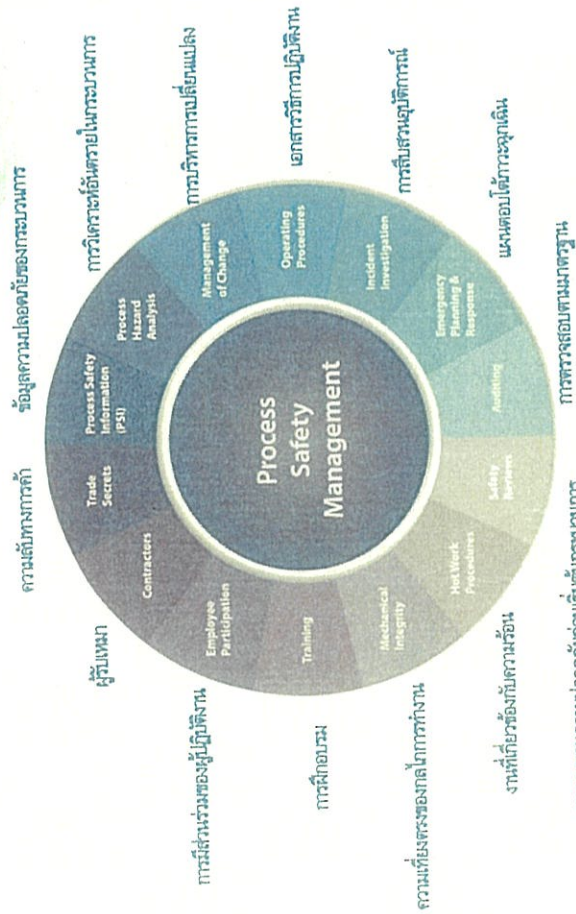 ความลับทางการค้า
ข้อมูลความปลอดภัยของกระบวนการ
การวิเคราะห์อันตรายในกระบวนการ
การบริหารการเปลี่ยนแปลง
เอกสารวิธีการปฏิบัติงาน
การสืบสวนอุบัติการณ์
แผนตอบโต้ภาวะฉุกเฉิน
การตรวจสอบตามมาตรฐาน
งานที่เกี่ยวข้องกับความร้อน
ความเที่ยงตรงของกลไกการทำงาน
การฝึกอบรม
การมีส่วนร่วมของผู้ปฏิบัติงาน
ผู้รับเหมา
Process
Safety
Management
Trade
Secrets
Process Safety
Information
(PSI)
Process
Hazard
Analysis
Management
of Change
Operating
Procedures
Incident
Investigation
Emergency
Planning &
Response
Auditing
Safety
Reviews
Hot Work
Procedures
Mechanical
Integrity
Training
Employee
Participation
Contractors